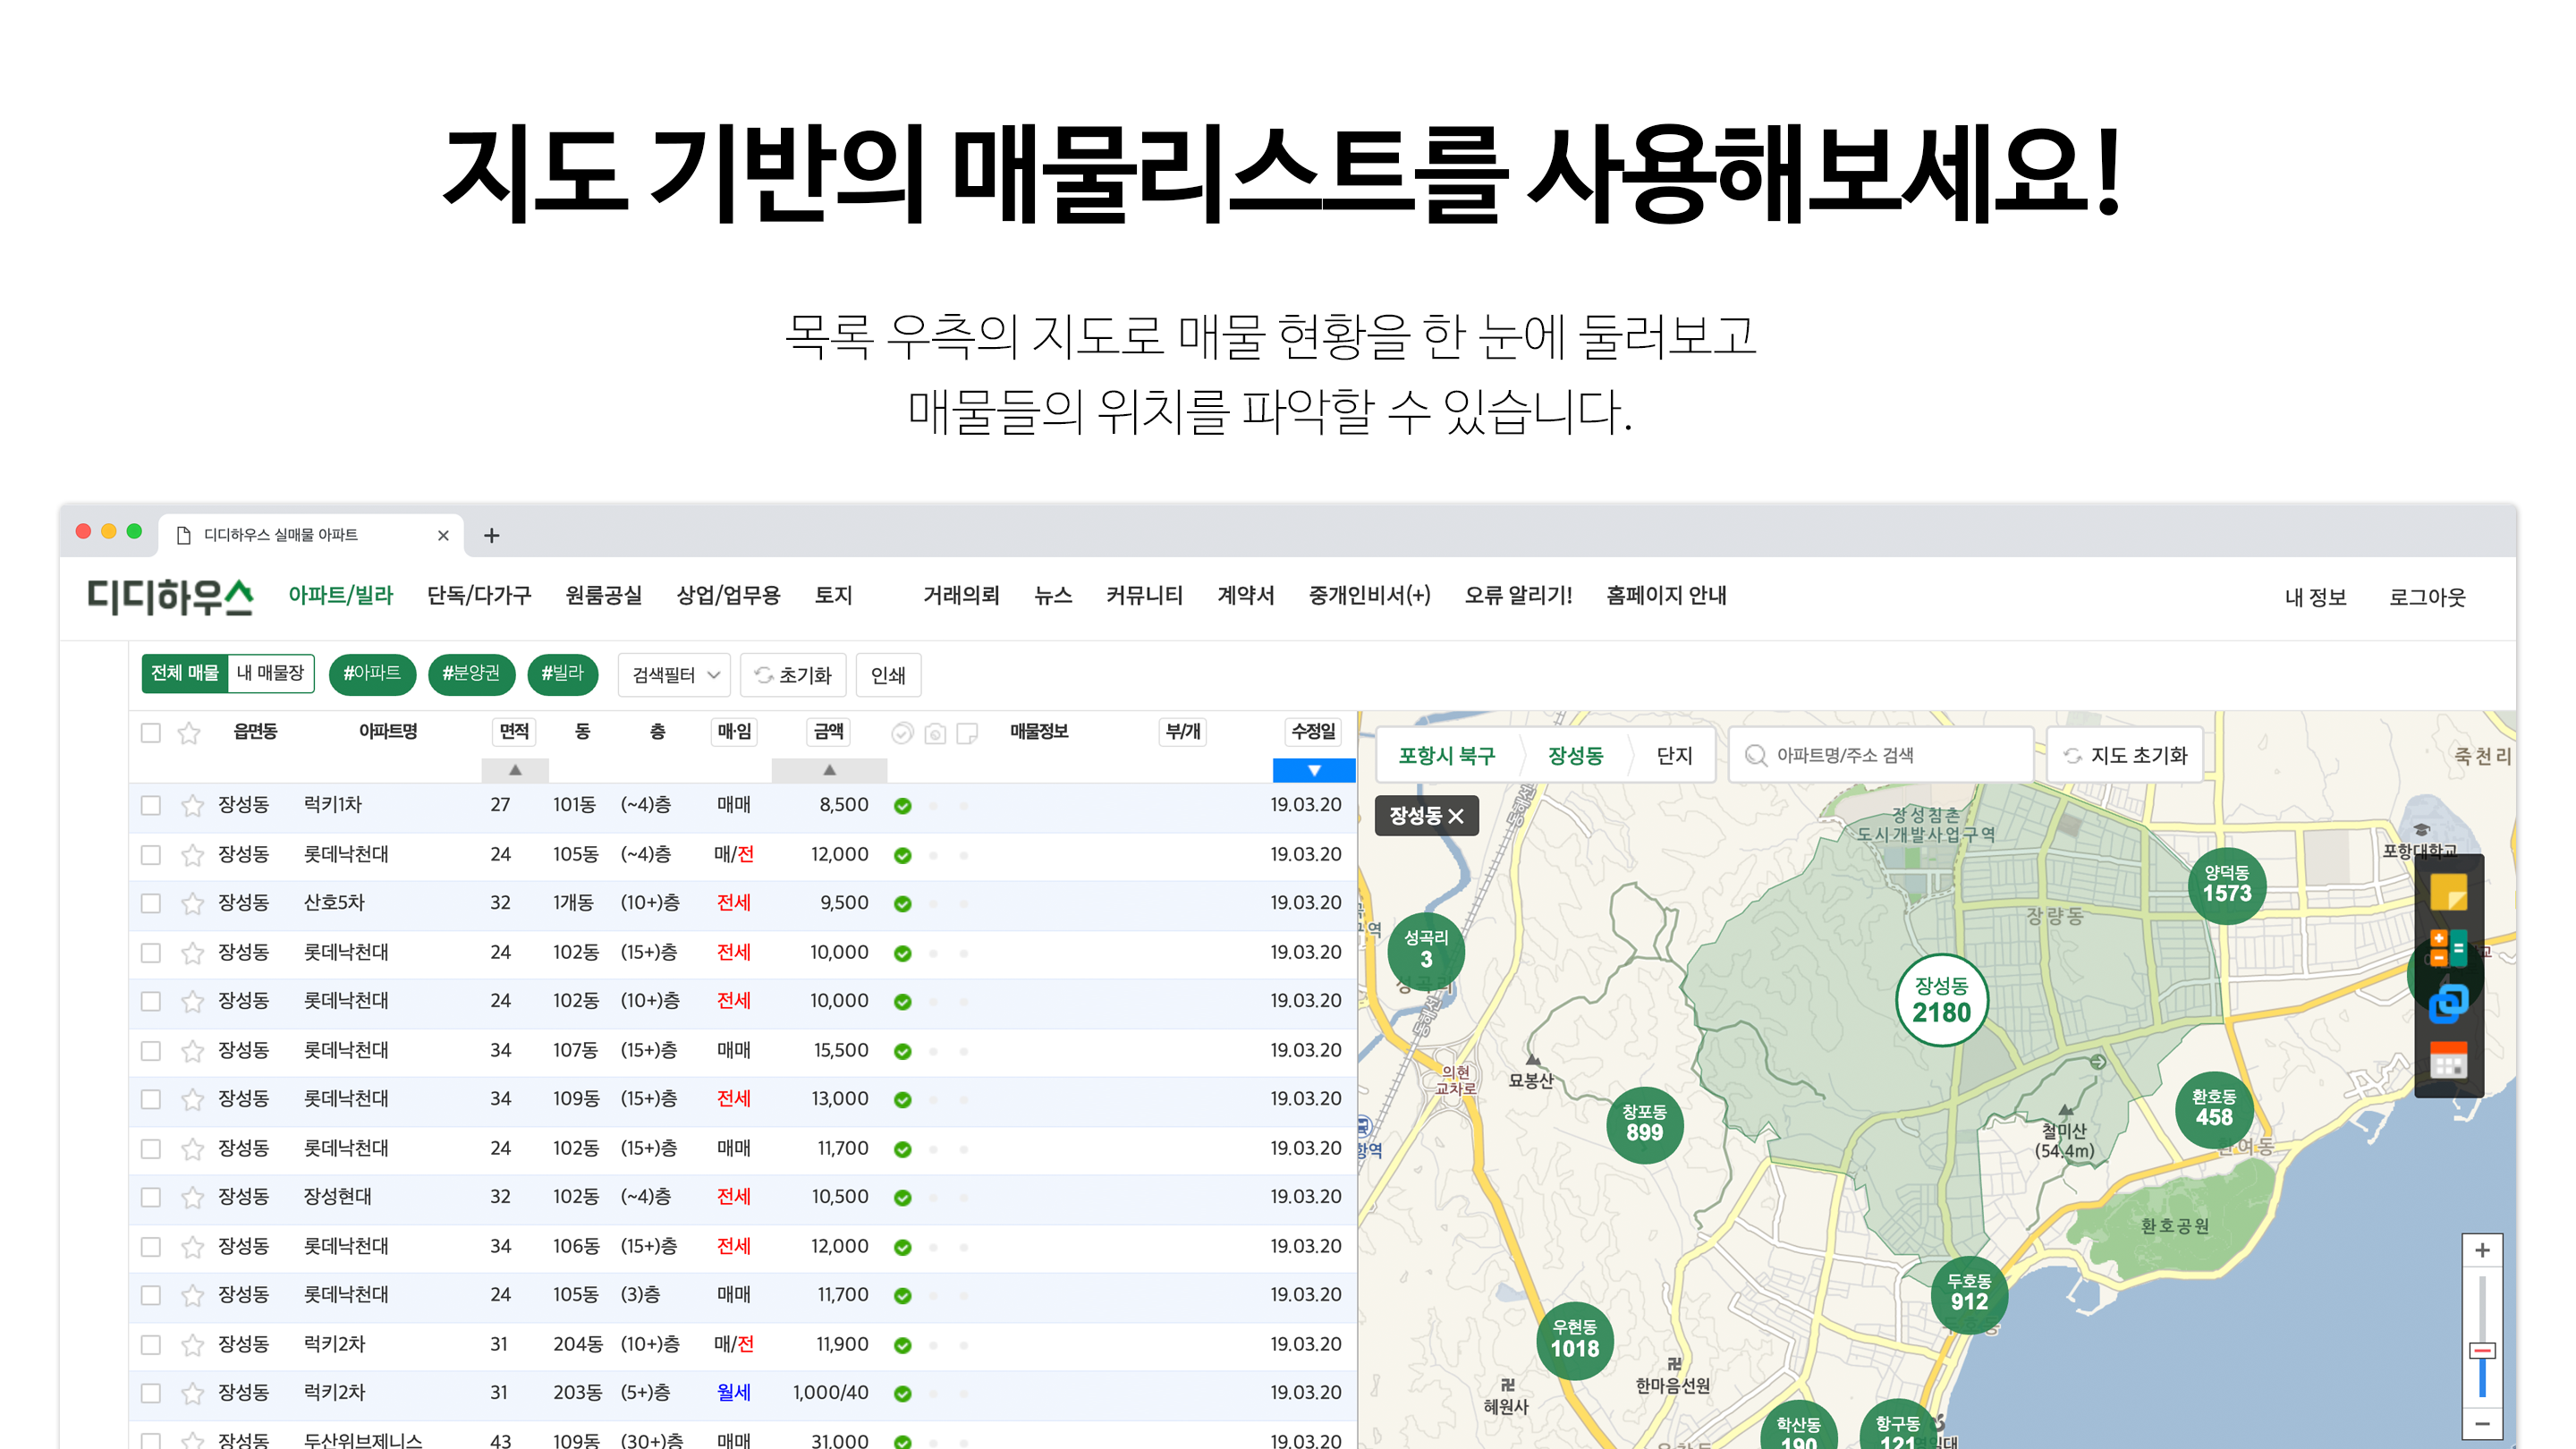 지도 기반의 매물리스트를 사용해보세요!
목록 우측의 지도로 매물 현황을 한 눈에 둘러보고
매물들의 위치를 파악할 수 있습니다.
디디하우스 실매물 아파트
디디하우스 아파트/빌라 단독/다가구 원룸공실 상업/업무용 토지 거래의뢰 뉴스 커뮤니티 계약서 중개인비서(+) 오류 알리기! 홈페이지 안내 내 정보 로그아웃
전체 매물 내 매물장 #아파트 #분양권 #빌라 검색필터 초기화 인쇄
읍면동 아파트명 면적 동 층 매·임 금액 매물정보 부/개 수정일
장성동 럭키1차 27 101동 (~4)층 매매 8,500 19.03.20
장성동 롯데낙천대 24 105동 (~4)층 매/전 12,000 19.03.20
장성동 산호5차 32 1개동 (10+)층 전세 9,500 19.03.20
장성동 롯데낙천대 24 102동 (15+)층 전세 10,000 19.03.20
장성동 롯데낙천대 24 102동 (10+)층 전세 10,000 19.03.20
장성동 롯데낙천대 34 107동 (15+)층 매매 15,500 19.03.20
장성동 롯데낙천대 34 109동 (15+)층 전세 13,000 19.03.20
장성동 롯데낙천대 24 102동 (15+)층 매매 11,700 19.03.20
장성동 장성현대 32 102동 (~4)층 전세 10,500 19.03.20
장성동 롯데낙천대 34 106동 (15+)층 전세 12,000 19.03.20
장성동 롯데낙천대 24 105동 (3)층 매매 11,700 19.03.20
장성동 럭키2차 31 204동 (10+)층 매/전 11,900 19.03.20
장성동 럭키2차 31 203동 (5+)층 월세 1,000/40 19.03.20
장성동 두산위브제니스 43 109동 (30+)층 매매 31,000 19.03.20
포항시 북구 장성동 단지 아파트명/주소 검색 지도 초기화
죽천리
장성동
장성침촌
도시개발사업구역
포항대학교
양덕동
1573
장량동
성곡리
3
성곡리
동해선
동해선
장성동
2180
의현
교차로
묘봉산
창포동
899
환호동
458
철미산
(54.4m)
환호공원
두호동
912
우현동
1018
한마음선원
혜원사
학산동
190
항구동
121